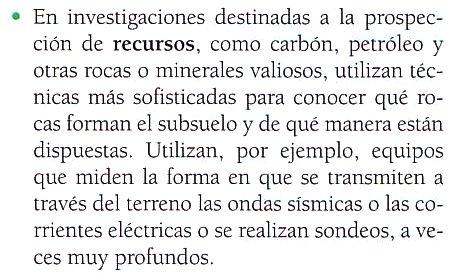 • En investigaciones destinadas a la prospec-
ción de recursos, como carbón, petróleo y
otras rocas o minerales valiosos, utilizan téc-
nicas más sofisticadas para conocer qué ro-
cas forman el subsuelo y de qué manera están
dispuestas. Utilizan, por ejemplo, equipos
que miden la forma en que se transmiten a
través del terreno las ondas sísmicas o las co-
rrientes eléctricas o se realizan sondeos, a ve-
ces muy profundos.